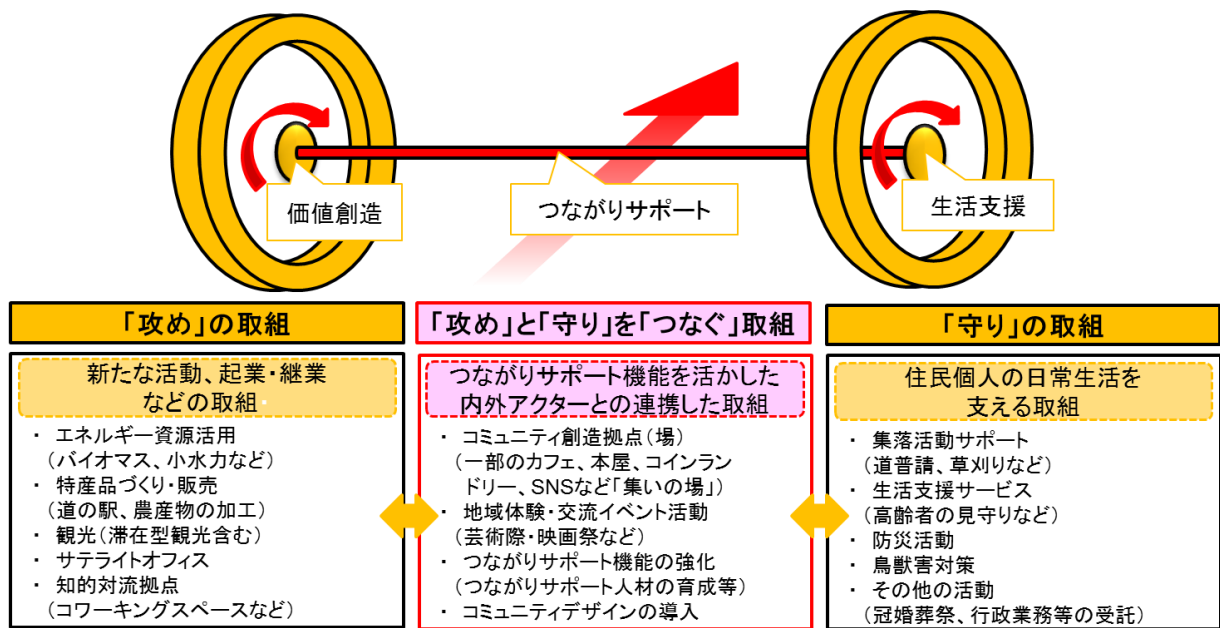 価値創造
つながりサポート
生活支援
「攻め」の取組
新たな活動、起業・継業
などの取組
・ エネルギー資源活用
(バイオマス、小水力など)
・ 特産品づくり・販売
(道の駅、農産物の加工)
・ 観光(滞在型観光含む)
・ サテライトオフィス
・ 知的対流拠点
(コワーキングスペースなど)
「攻め」と「守り」を「つなぐ」取組
つながりサポート機能を活かした
内外アクターとの連携した取組
・ コミュニティ創造拠点(場)
(一部のカフェ、本屋、コインラン
ドリー、SNSなど「集いの場」)
・ 地域体験・交流イベント活動
(芸術際・映画祭など)
・ つながりサポート機能の強化
(つながりサポート人材の育成等)
・ コミュニティデザインの導入
「守り」の取組
住民個人の日常生活を
支える取組
・ 集落活動サポート
(道普請、草刈りなど)
・ 生活支援サービス
(高齢者の見守りなど)
・ 防災活動
・ 鳥獣害対策
・ その他の活動
(冠婚葬祭、行政業務等の受託)